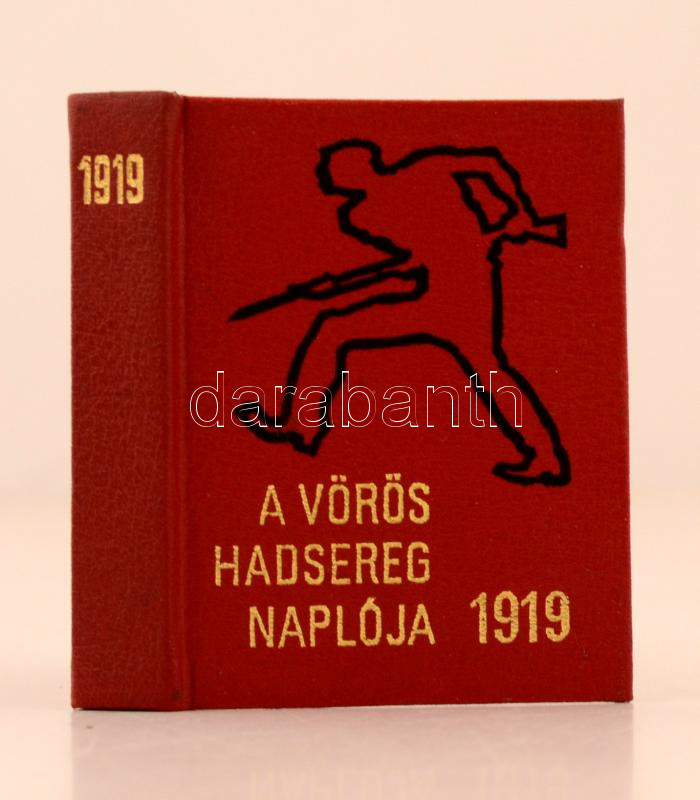 1919
darabanth
A VÖRÖS
HADSEREG
NAPLÓJA 1919